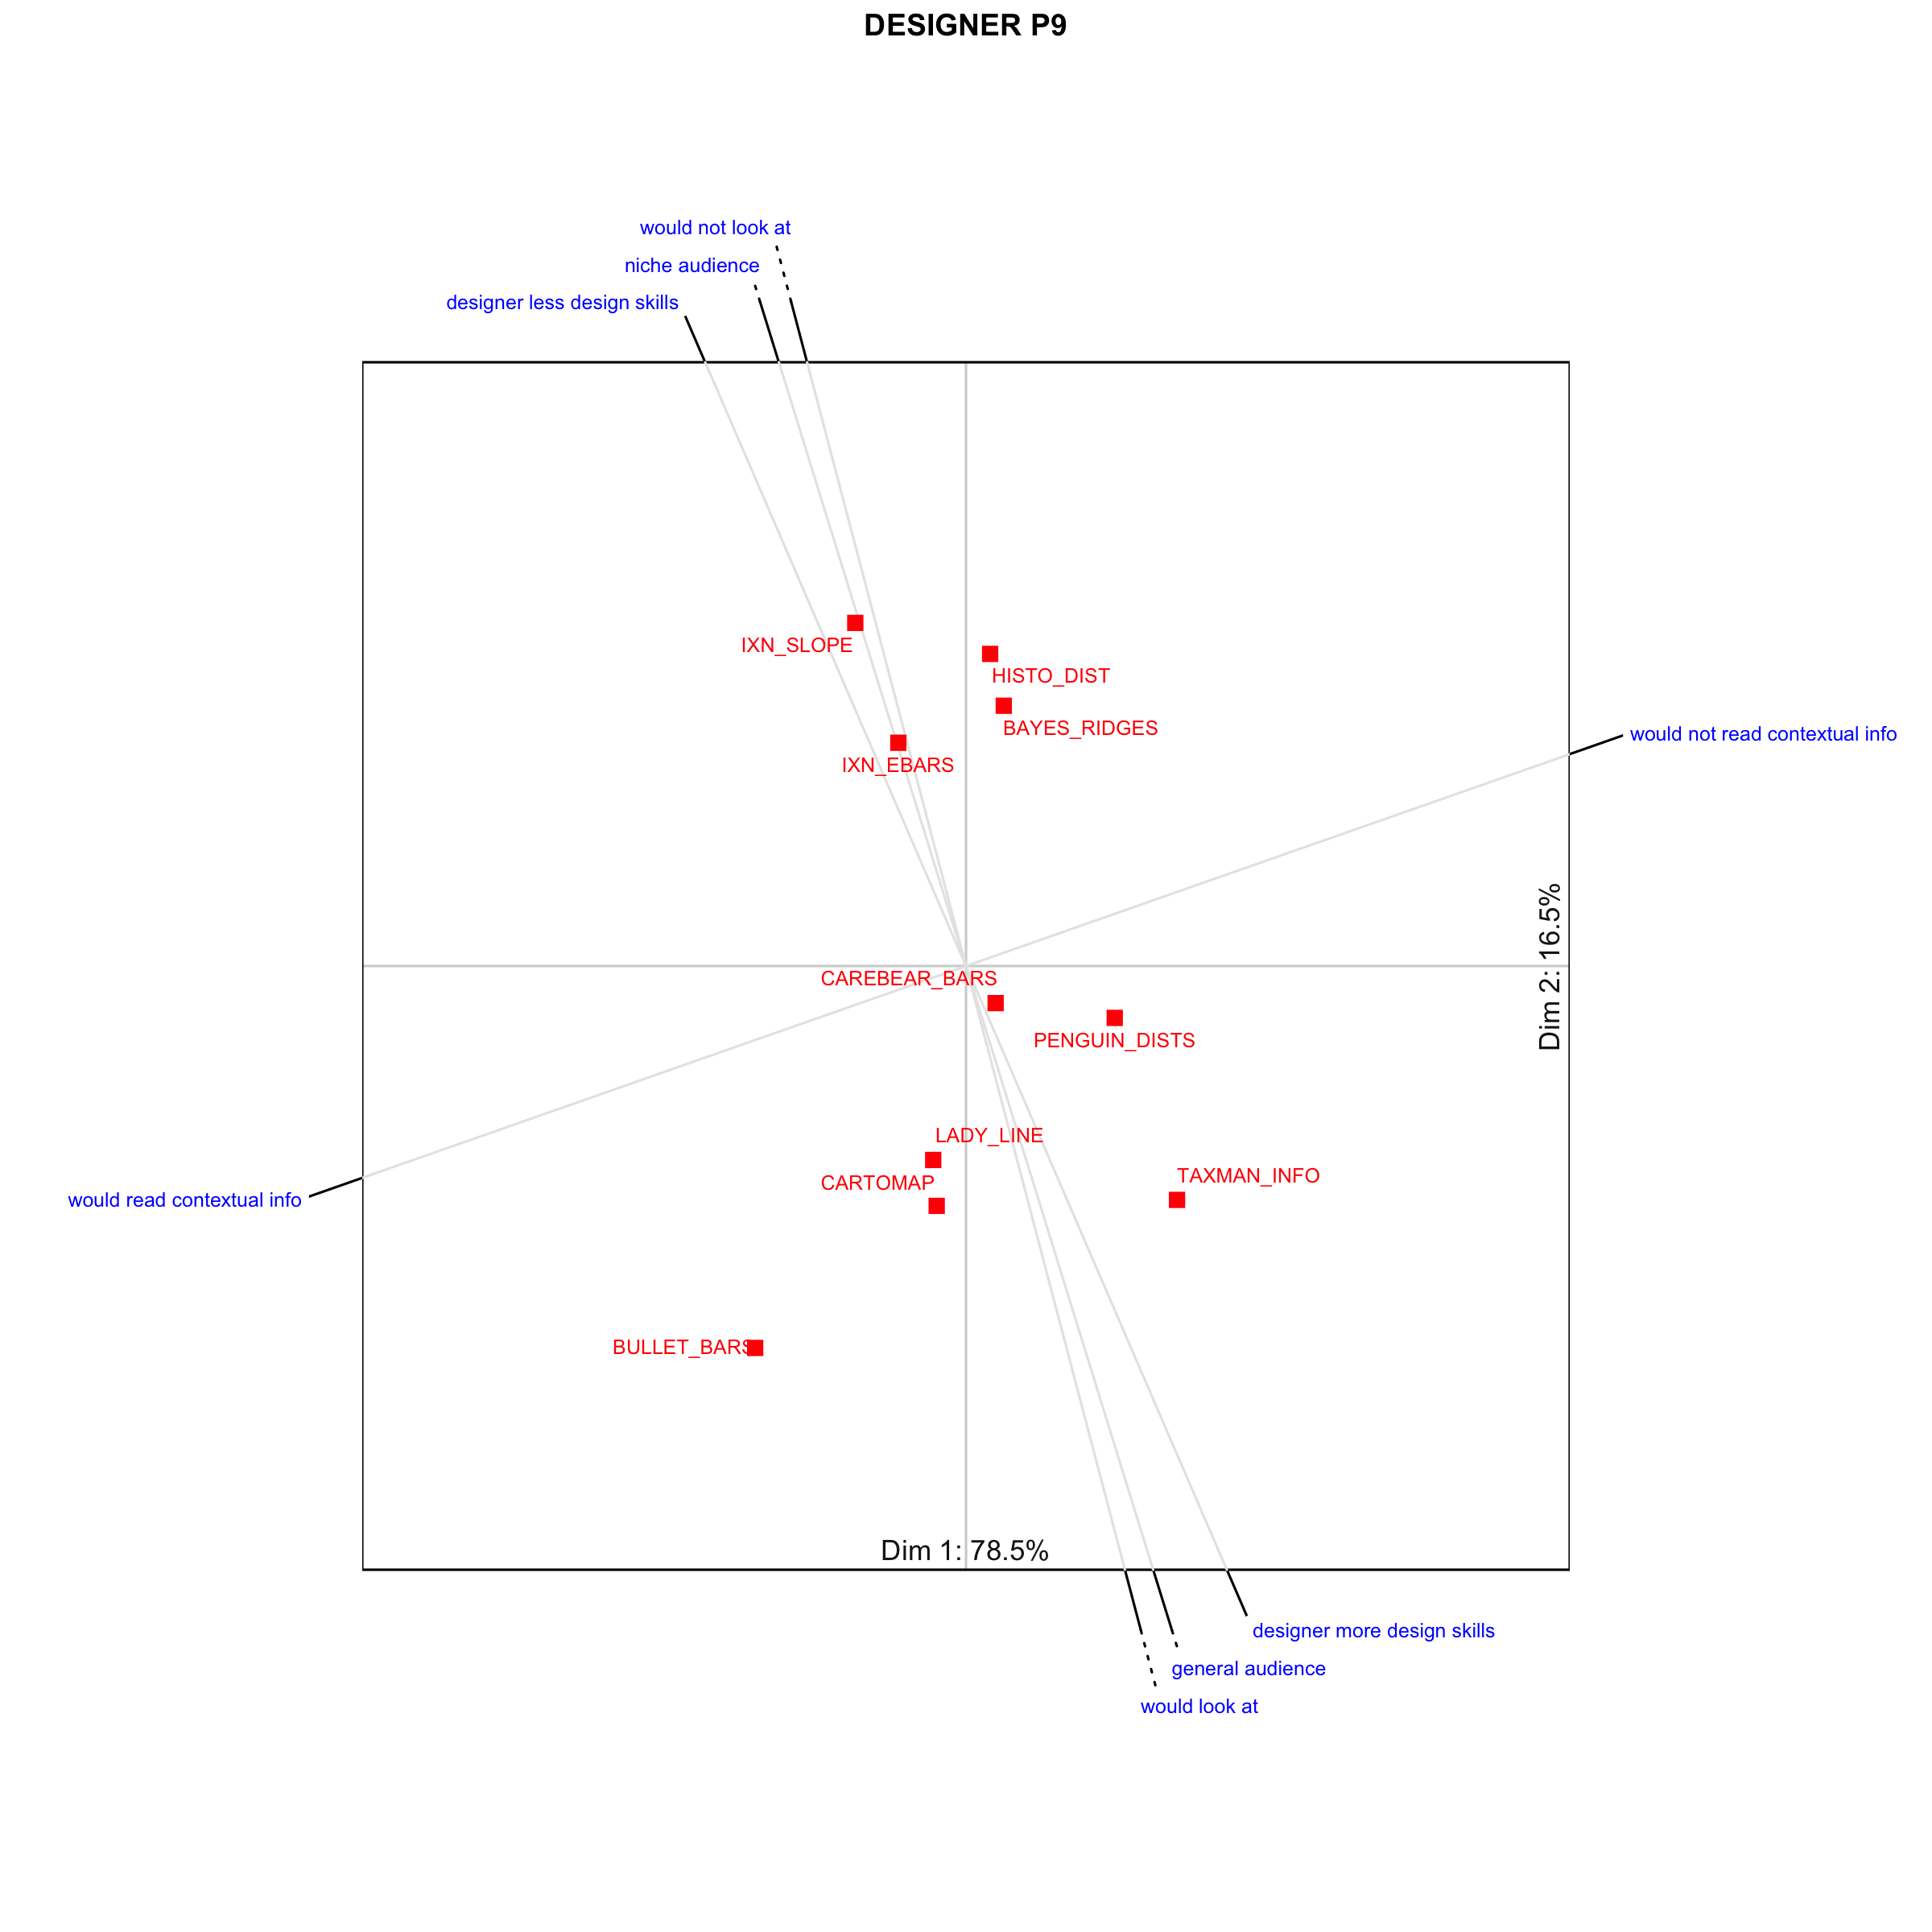 DESIGNER P9
would not look at
niche audience
designer less design skills
IXN_SLOPE
HISTO_DIST
BAYES_RIDGES
would not read contextual info
IXN_EBARS
Dim 2: 16.5%
CAREBEAR_BARS
PENGUIN_DISTS
LADY_LINE
TAXMAN_INFO
CARTOMAP
would read contextual info
BULLET_BARS
Dim 1: 78.5%
designer more design skills
general audience
would look at